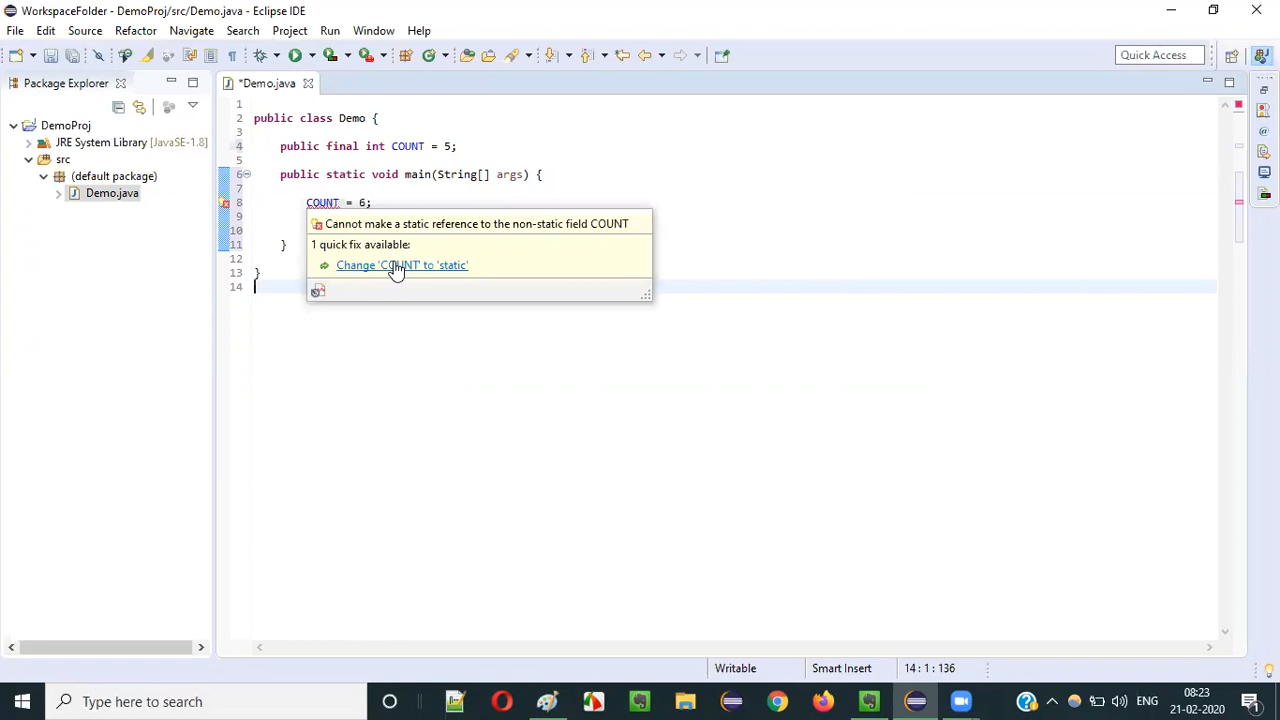 WorkspaceFolder - DemoProj/src/Demo.java - Eclipse IDE
File Edit Source Refactor Navigate Search Project Run Window Help
Quick Access
Package Explorer
*Demo.java
DemoProj
JRE System Library [JavaSE-1.8]
src
(default package)
Demo.java
1
2 public class Demo {
3
4 public final int COUNT = 5;
5
6 public static void main(String[] args) {
7
8 COUNT = 6;
9
10
11 }
12
13 }
14
Cannot make a static reference to the non-static field COUNT
1 quick fix available:
Change 'COUNT' to 'static'
Writable Smart Insert 14 : 1 : 136
Type here to search
ENG
08:23
21-02-2020
1